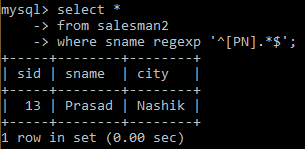 mysql> select *
    -> from salesman2
    -> where sname regexp '^[PN].*$';
+-----+--------+--------+
| sid | sname  | city   |
+-----+--------+--------+
|  13 | Prasad | Nashik |
+-----+--------+--------+
1 row in set (0.00 sec)